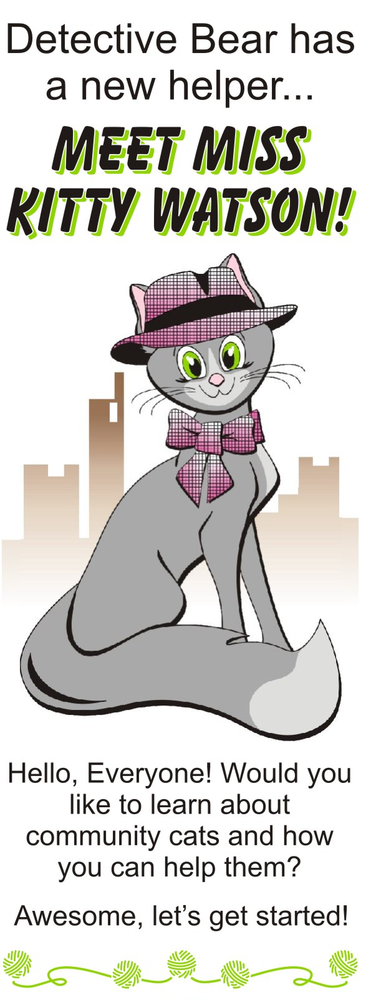 Detective Bear has
a new helper...
MEET MISS
KITTY WATSON!
Hello, Everyone! Would you
like to learn about
community cats and how
you can help them?
Awesome, let’s get started!